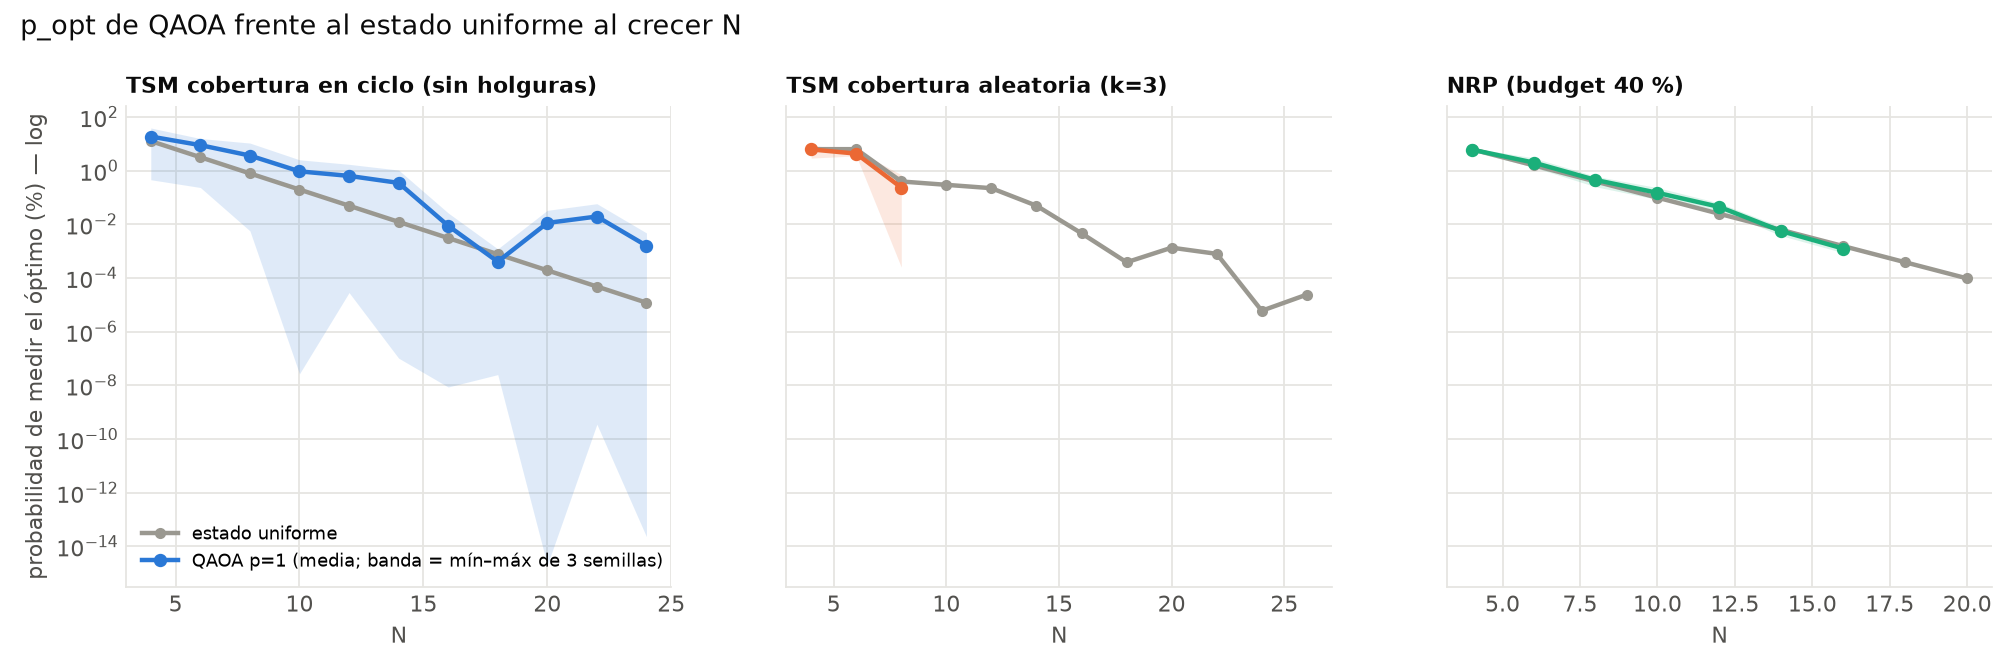 p_opt de QAOA frente al estado uniforme al crecer N
TSM cobertura en ciclo (sin holguras)
probabilidad de medir el óptimo (%) — log
10²
10⁰
10⁻²
10⁻⁴
10⁻⁶
10⁻⁸
10⁻¹⁰
10⁻¹²
10⁻¹⁴
estado uniforme
QAOA p=1 (media; banda = mín–máx de 3 semillas)
5 10 15 20 25
N
TSM cobertura aleatoria (k=3)
5 10 15 20 25
N
NRP (budget 40 %)
5.0 7.5 10.0 12.5 15.0 17.5 20.0
N